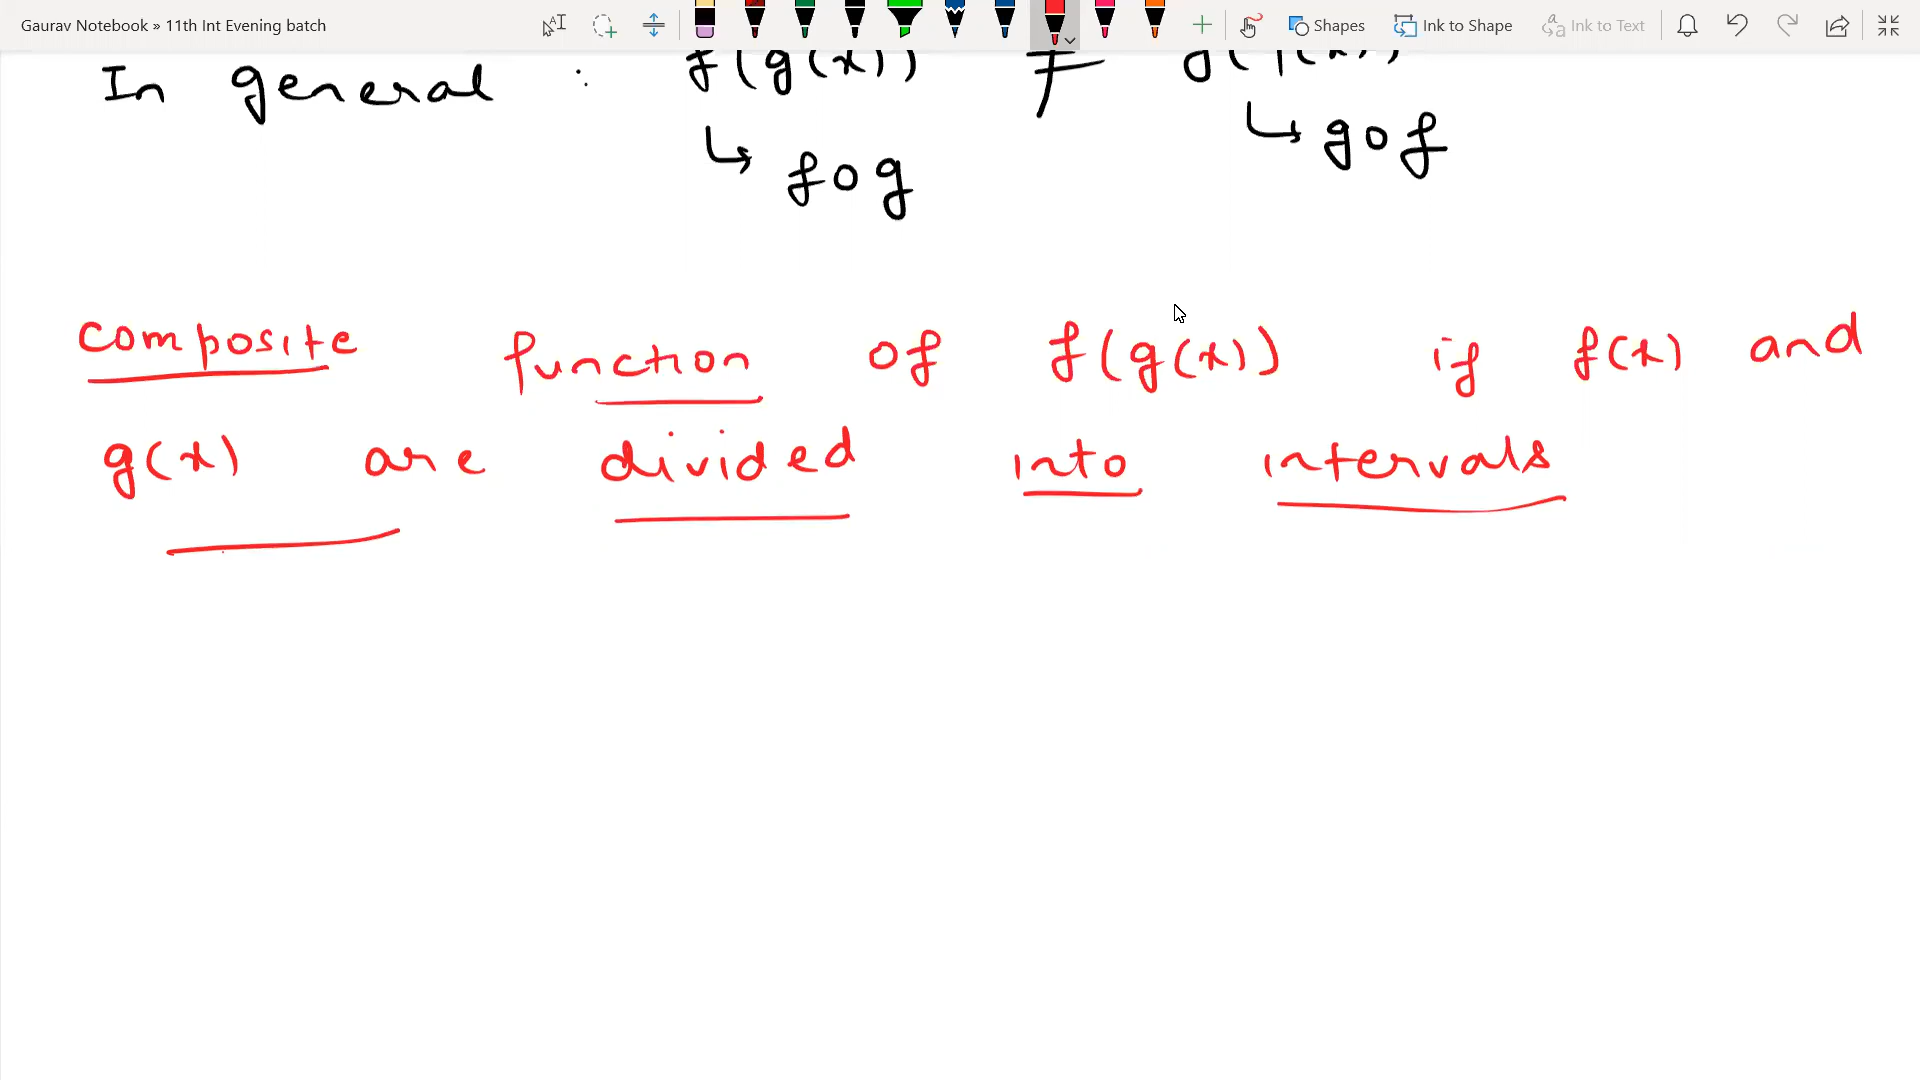 Gaurav Notebook » 11th Int Evening batch
Shapes
Ink to Shape
Ink to Text
In general : f(g(x)) ≠ g(f(x))
↳ fog
↳ gof
composite function of f(g(x)) if f(x) and
g(x) are divided into intervals